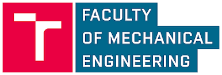 FACULTY
OF MECHANICAL
ENGINEERING